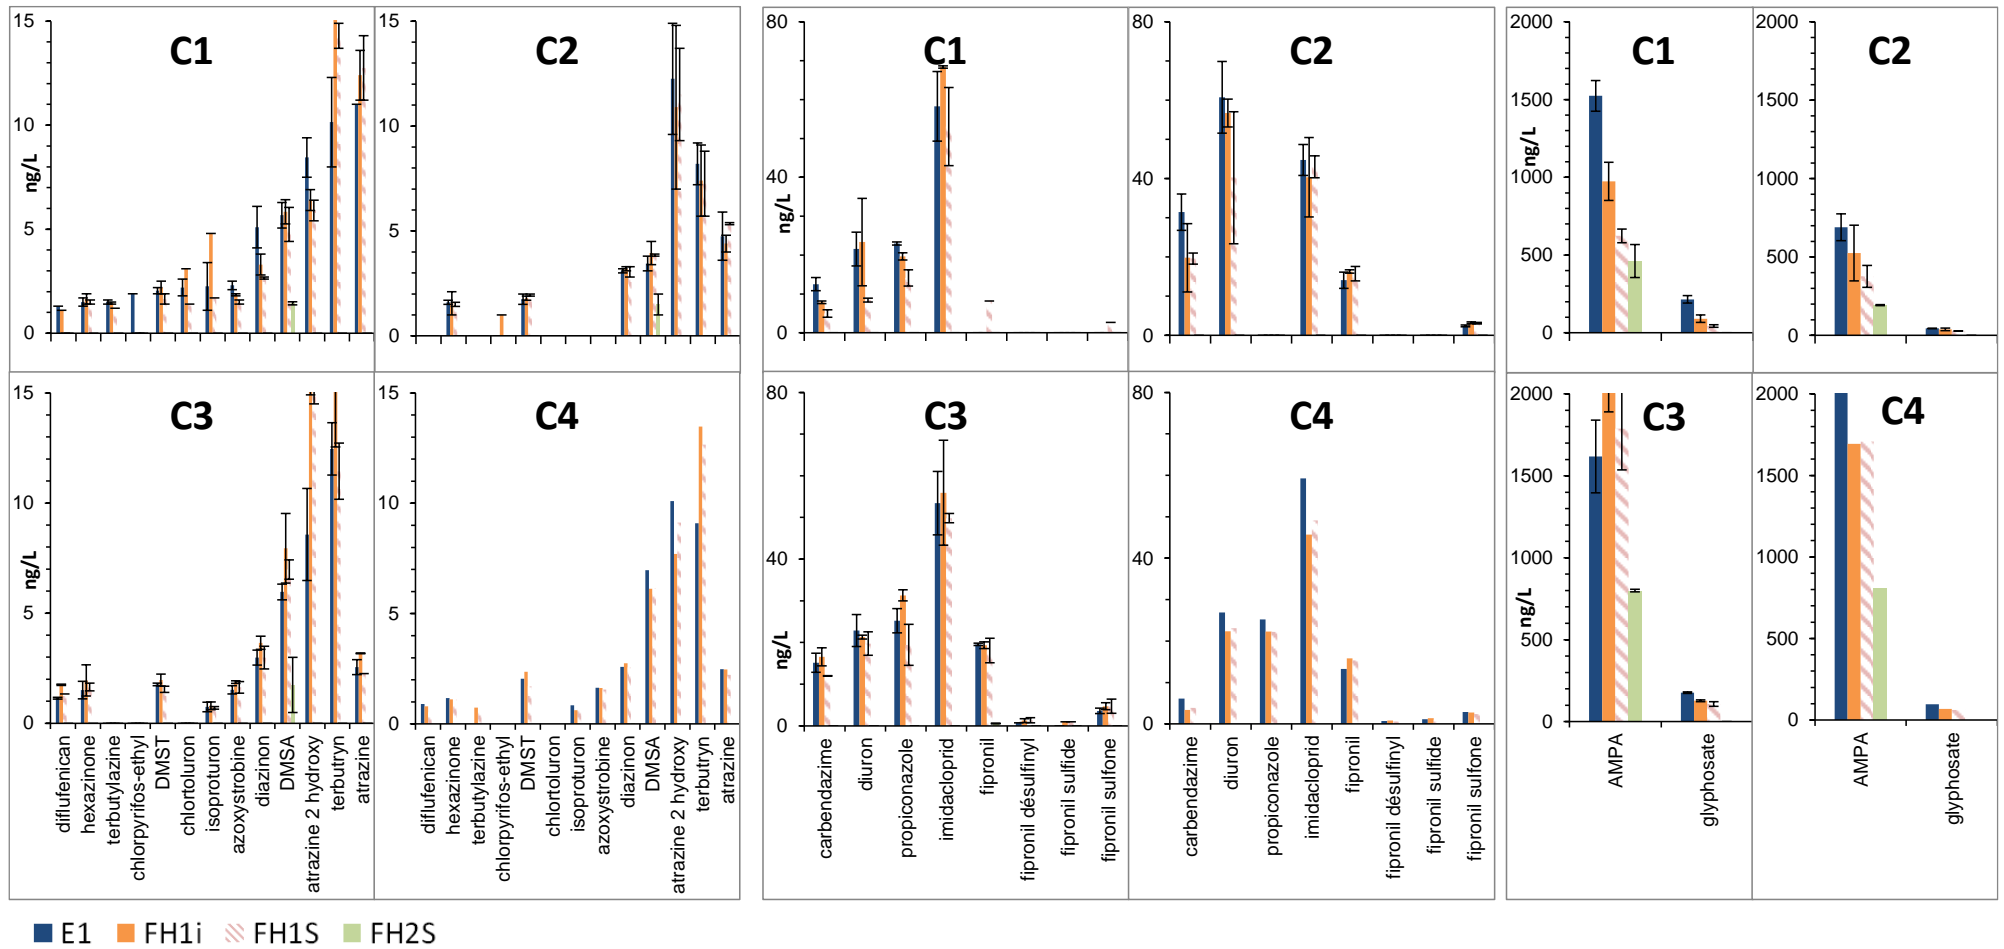 C1
15
10
5
0
ng/L
C2
15
10
5
0
C1
80
40
0
ng/L
C2
80
40
0
C1
2000
1500
1000
500
0
ng/L
C2
2000
1500
1000
500
0
C3
15
10
5
0
ng/L
diflufenican
hexazinone
terbutylazine
chlorpyrifos-ethyl
DMST
chlortoluron
isoproturon
azoxystrobine
diazinon
DMSA
atrazine 2 hydroxy
terbutryn
atrazine
C4
15
10
5
0
diflufenican
hexazinone
terbutylazine
chlorpyrifos-ethyl
DMST
chlortoluron
isoproturon
azoxystrobine
diazinon
DMSA
atrazine 2 hydroxy
terbutryn
atrazine
C3
80
40
0
ng/L
carbendazime
diuron
propiconazole
imidacloprid
fipronil
fipronil désulfinyl
fipronil sulfide
fipronil sulfone
C4
80
40
0
carbendazime
diuron
propiconazole
imidacloprid
fipronil
fipronil désulfinyl
fipronil sulfide
fipronil sulfone
C3
2000
1500
1000
500
0
ng/L
AMPA
glyphosate
C4
2000
1500
1000
500
0
AMPA
glyphosate
E1 FH1i FH1S FH2S